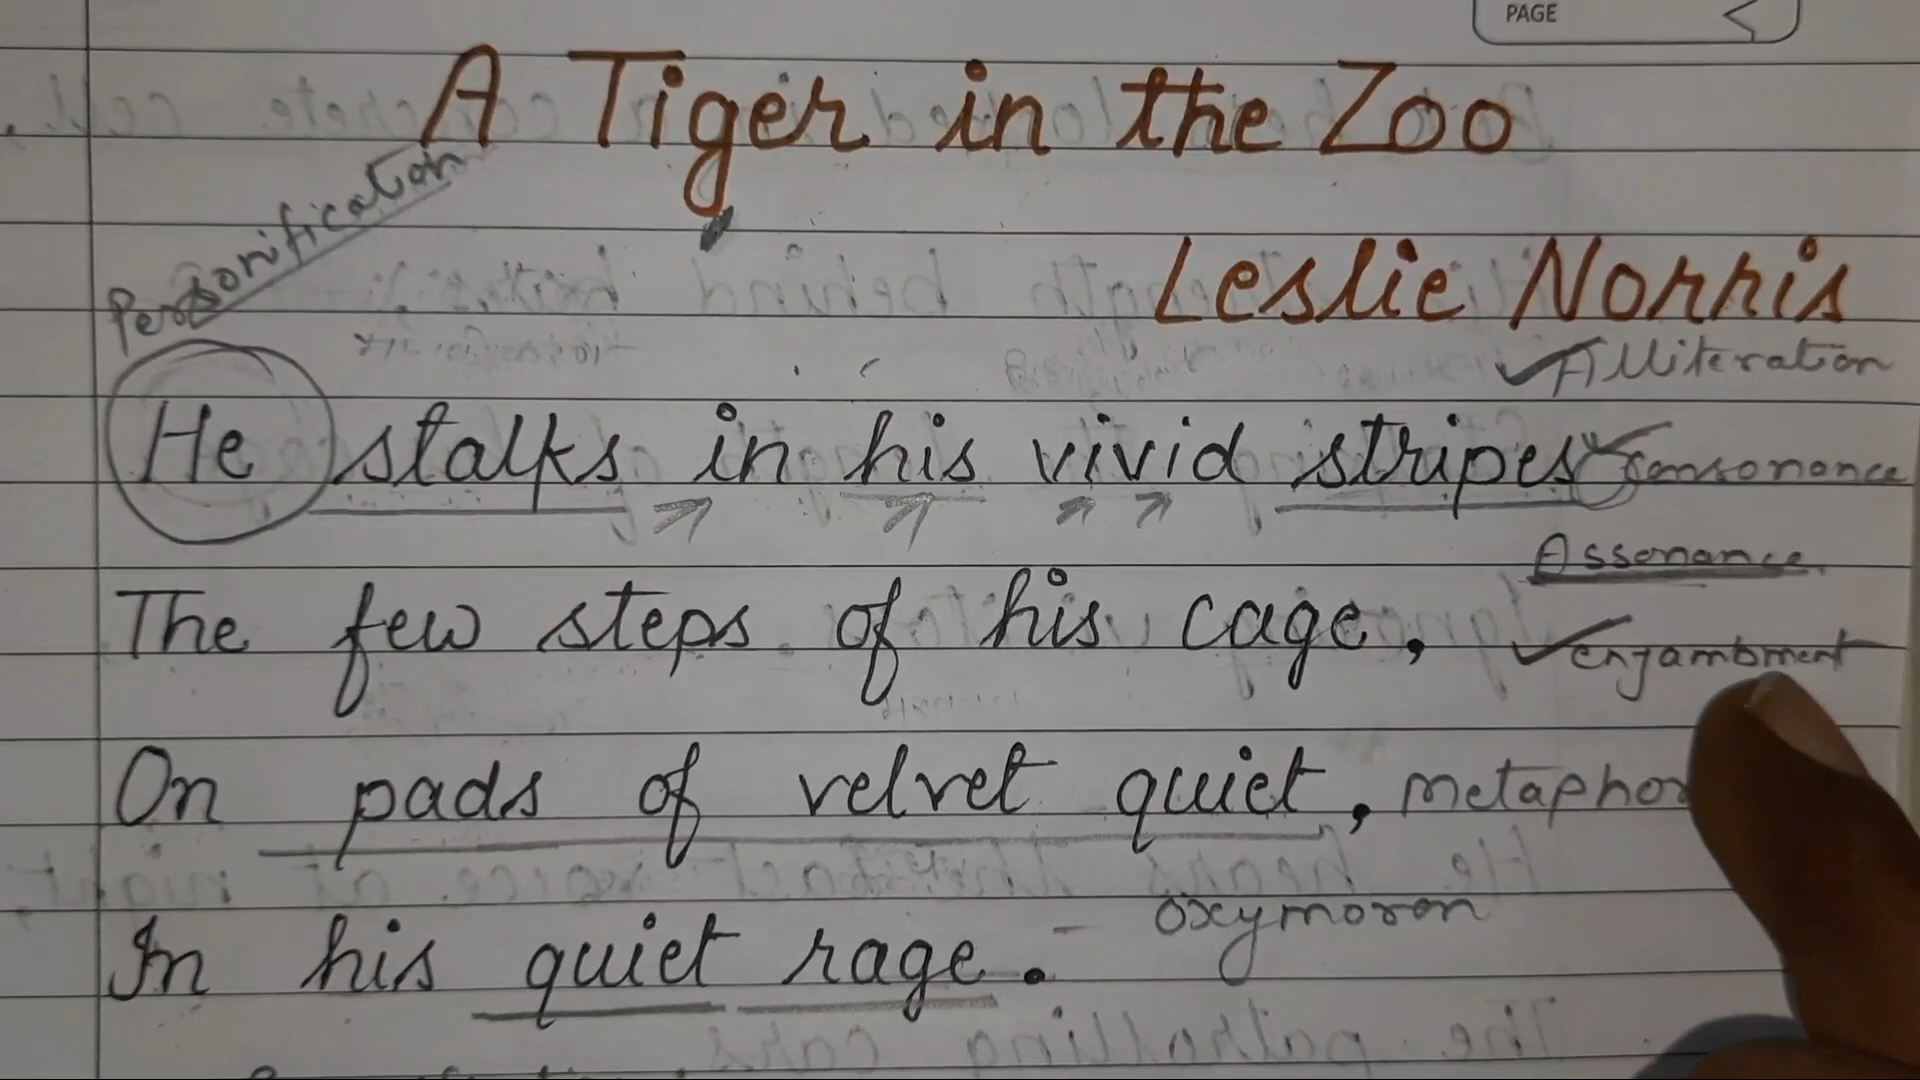 PAGE
A Tiger in the Zoo
Personification
Leslie Norris
Alliteration
He stalks in his vivid stripes consonance
Assonance
The few steps of his cage, enjambment
On pads of velvet quiet, metaphor
In his quiet rage. - oxymoron